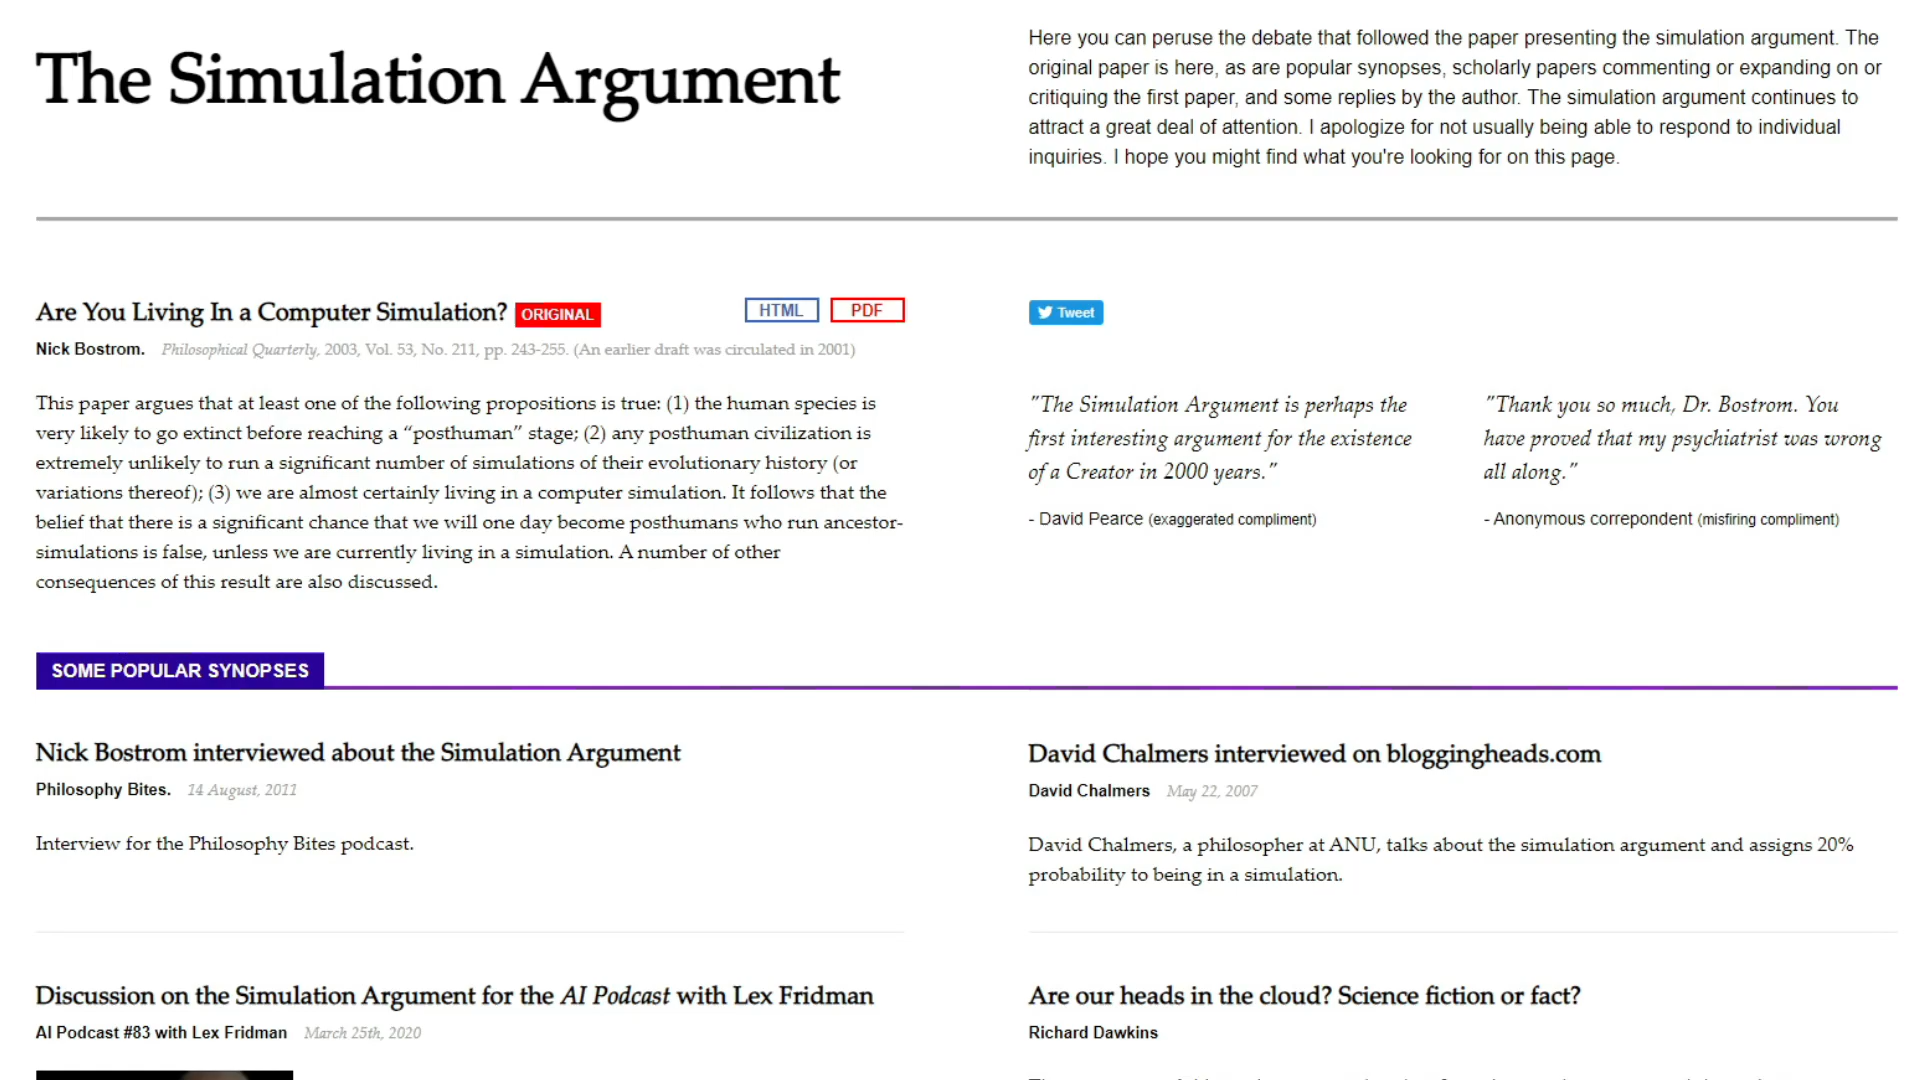 The Simulation Argument
Here you can peruse the debate that followed the paper presenting the simulation argument. The
original paper is here, as are popular synopses, scholarly papers commenting or expanding on or
critiquing the first paper, and some replies by the author. The simulation argument continues to
attract a great deal of attention. I apologize for not usually being able to respond to individual
inquiries. I hope you might find what you're looking for on this page.
Are You Living In a Computer Simulation? ORIGINAL HTML PDF
Nick Bostrom. Philosophical Quarterly, 2003, Vol. 53, No. 211, pp. 243-255. (An earlier draft was circulated in 2001)
This paper argues that at least one of the following propositions is true: (1) the human species is
very likely to go extinct before reaching a “posthuman” stage; (2) any posthuman civilization is
extremely unlikely to run a significant number of simulations of their evolutionary history (or
variations thereof); (3) we are almost certainly living in a computer simulation. It follows that the
belief that there is a significant chance that we will one day become posthumans who run ancestor-
simulations is false, unless we are currently living in a simulation. A number of other
consequences of this result are also discussed.
Tweet
"The Simulation Argument is perhaps the
first interesting argument for the existence
of a Creator in 2000 years."
- David Pearce (exaggerated compliment)
"Thank you so much, Dr. Bostrom. You
have proved that my psychiatrist was wrong
all along."
- Anonymous correpondent (misfiring compliment)
SOME POPULAR SYNOPSES
Nick Bostrom interviewed about the Simulation Argument
Philosophy Bites. 14 August, 2011
Interview for the Philosophy Bites podcast.
David Chalmers interviewed on bloggingheads.com
David Chalmers May 22, 2007
David Chalmers, a philosopher at ANU, talks about the simulation argument and assigns 20%
probability to being in a simulation.
Discussion on the Simulation Argument for the AI Podcast with Lex Fridman
AI Podcast #83 with Lex Fridman March 25th, 2020
Are our heads in the cloud? Science fiction or fact?
Richard Dawkins